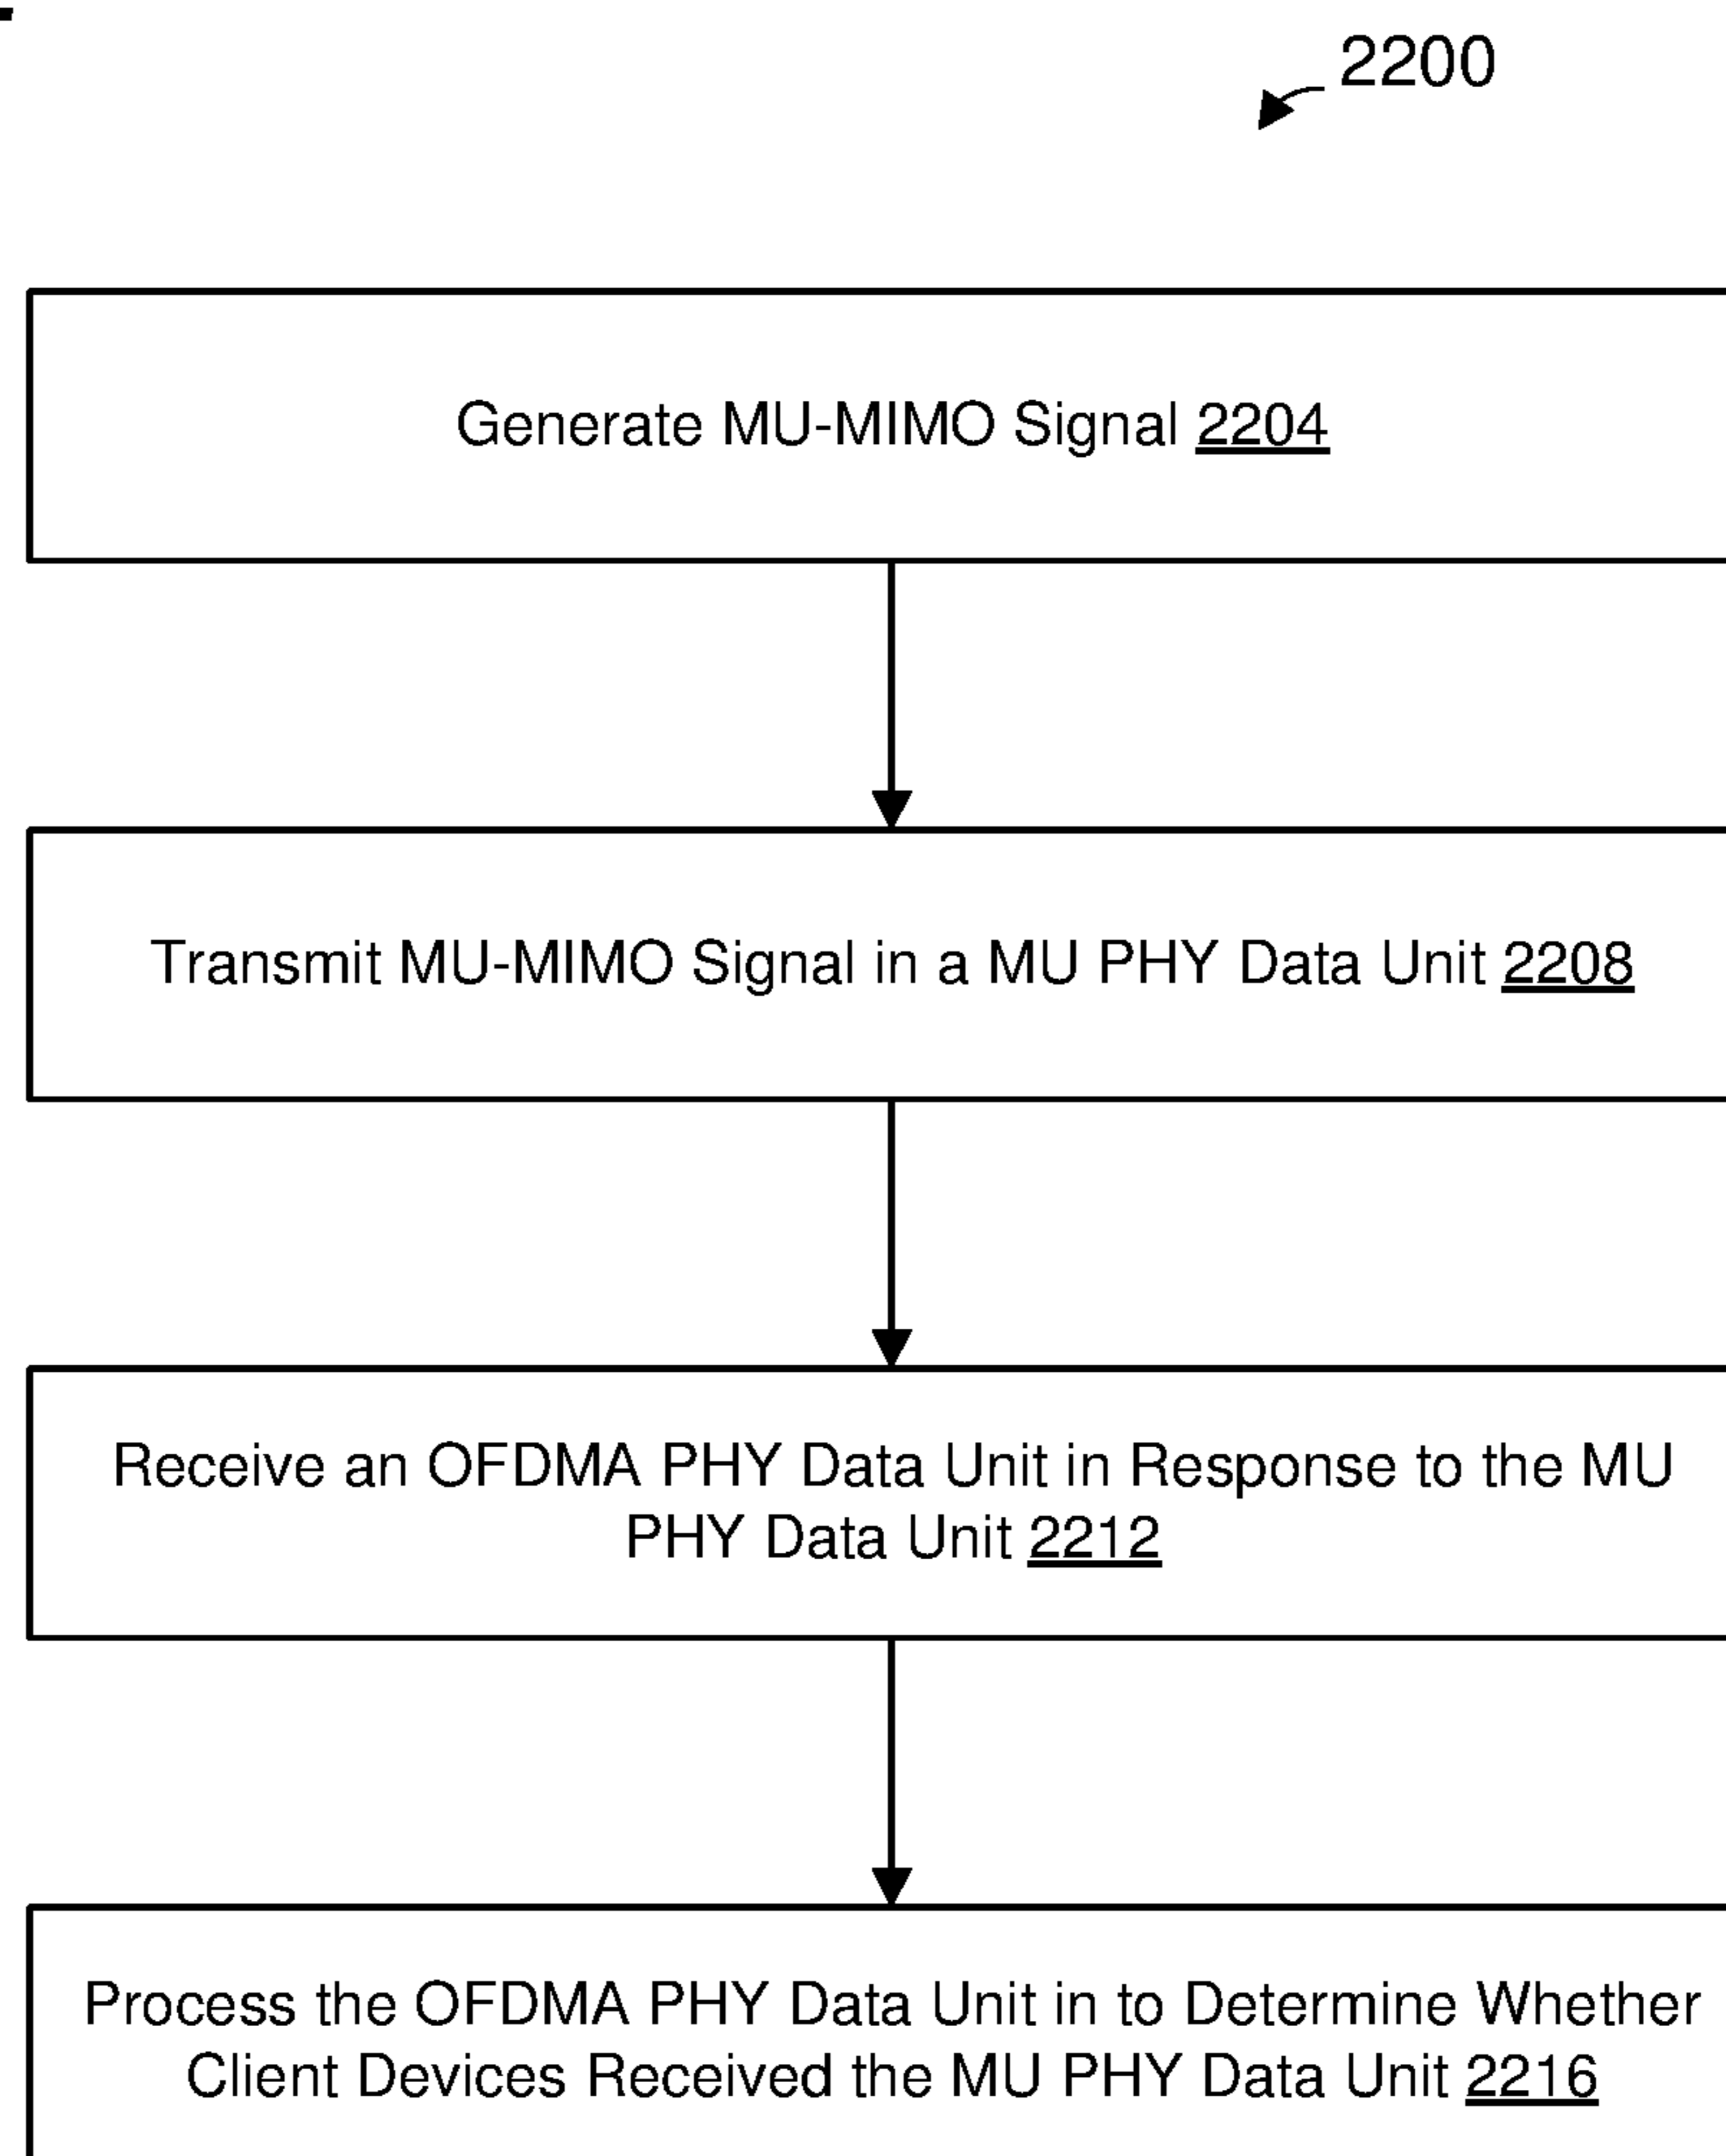 2200
Generate MU-MIMO Signal 2204
Transmit MU-MIMO Signal in a MU PHY Data Unit 2208
Receive an OFDMA PHY Data Unit in Response to the MU
PHY Data Unit 2212
Process the OFDMA PHY Data Unit in to Determine Whether
Client Devices Received the MU PHY Data Unit 2216